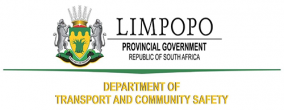 LIMPOPO
PROVINCIAL GOVERNMENT
REPUBLIC OF SOUTH AFRICA
DEPARTMENT OF
TRANSPORT AND COMMUNITY SAFETY